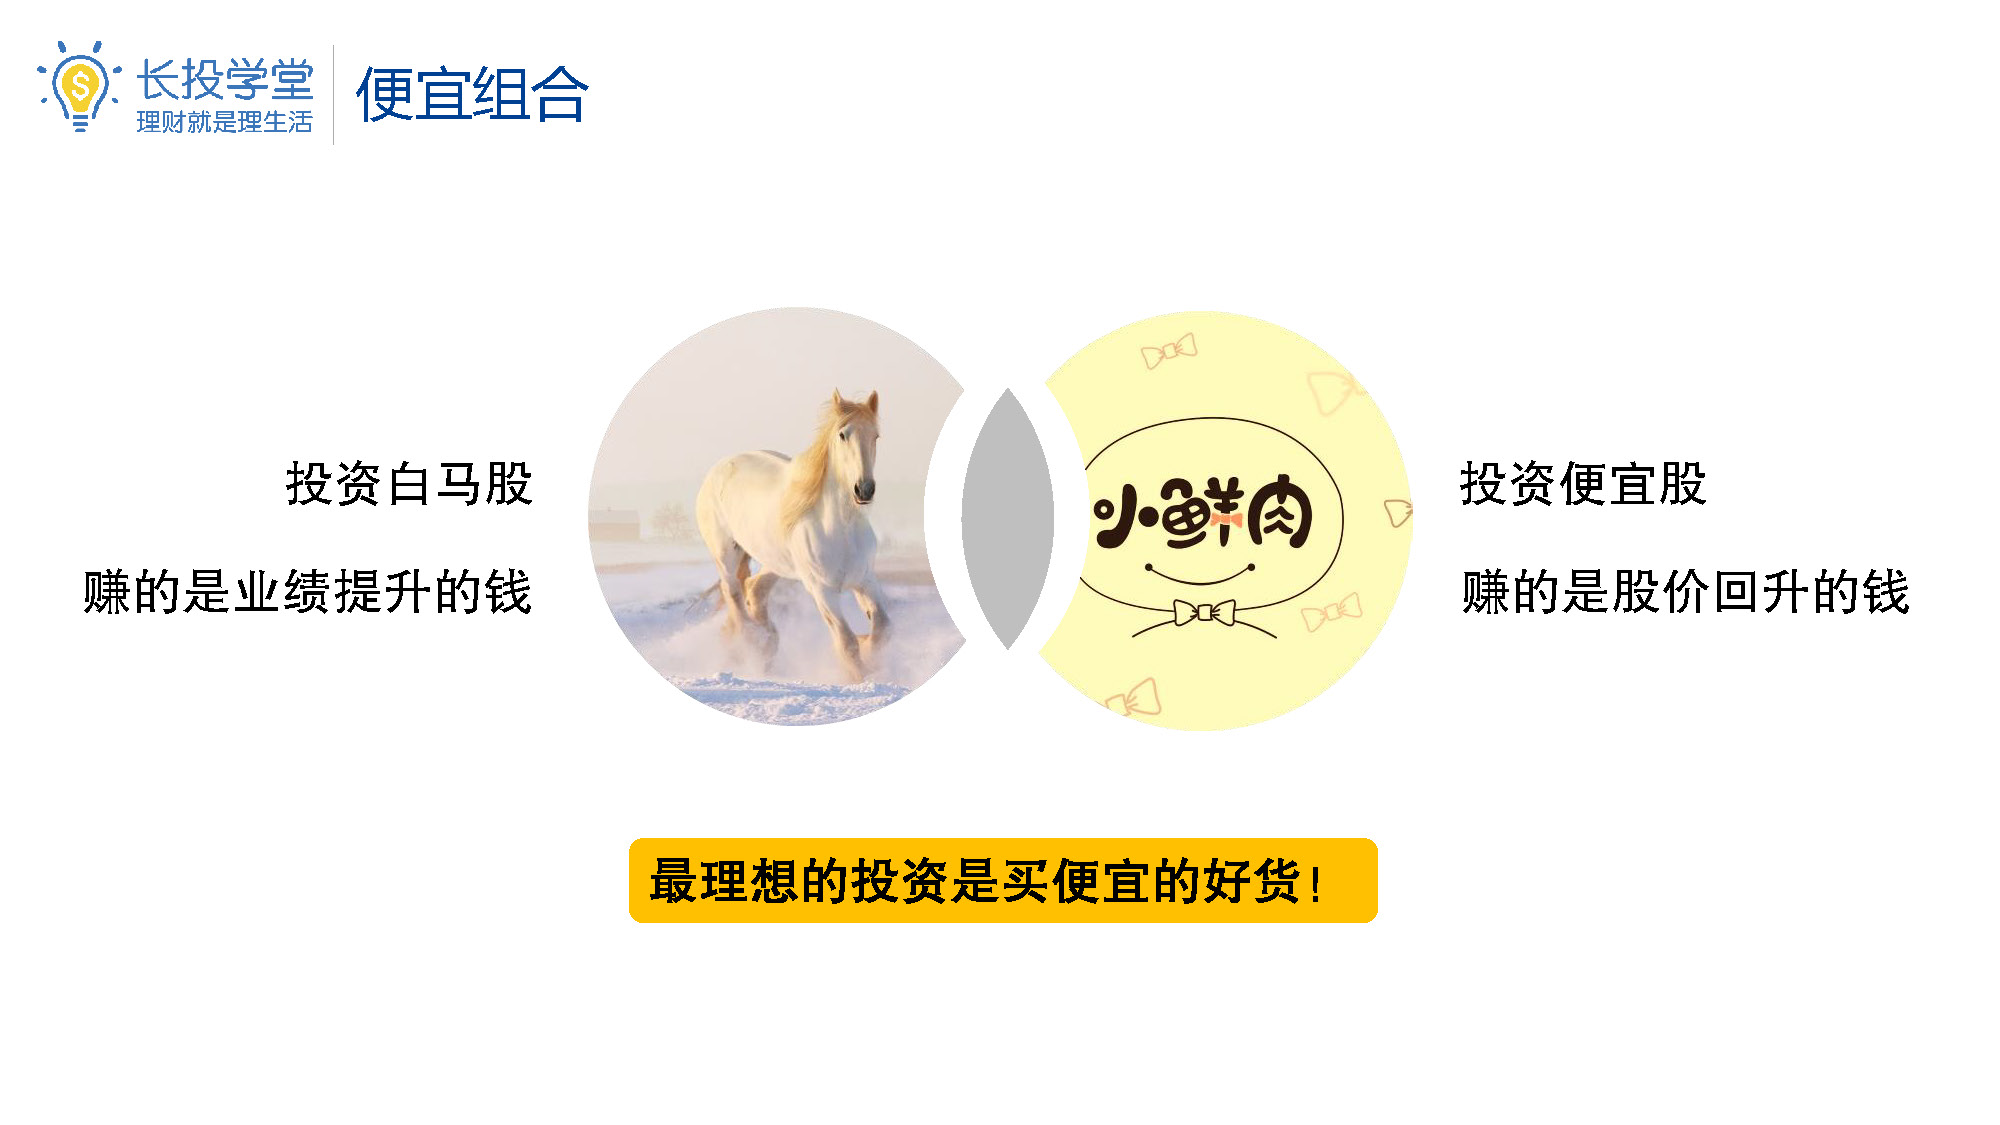 长投学堂
理财就是理生活
便宜组合
投资白马股
赚的是业绩提升的钱
小鲜肉
投资便宜股
赚的是股价回升的钱
最理想的投资是买便宜的好货！